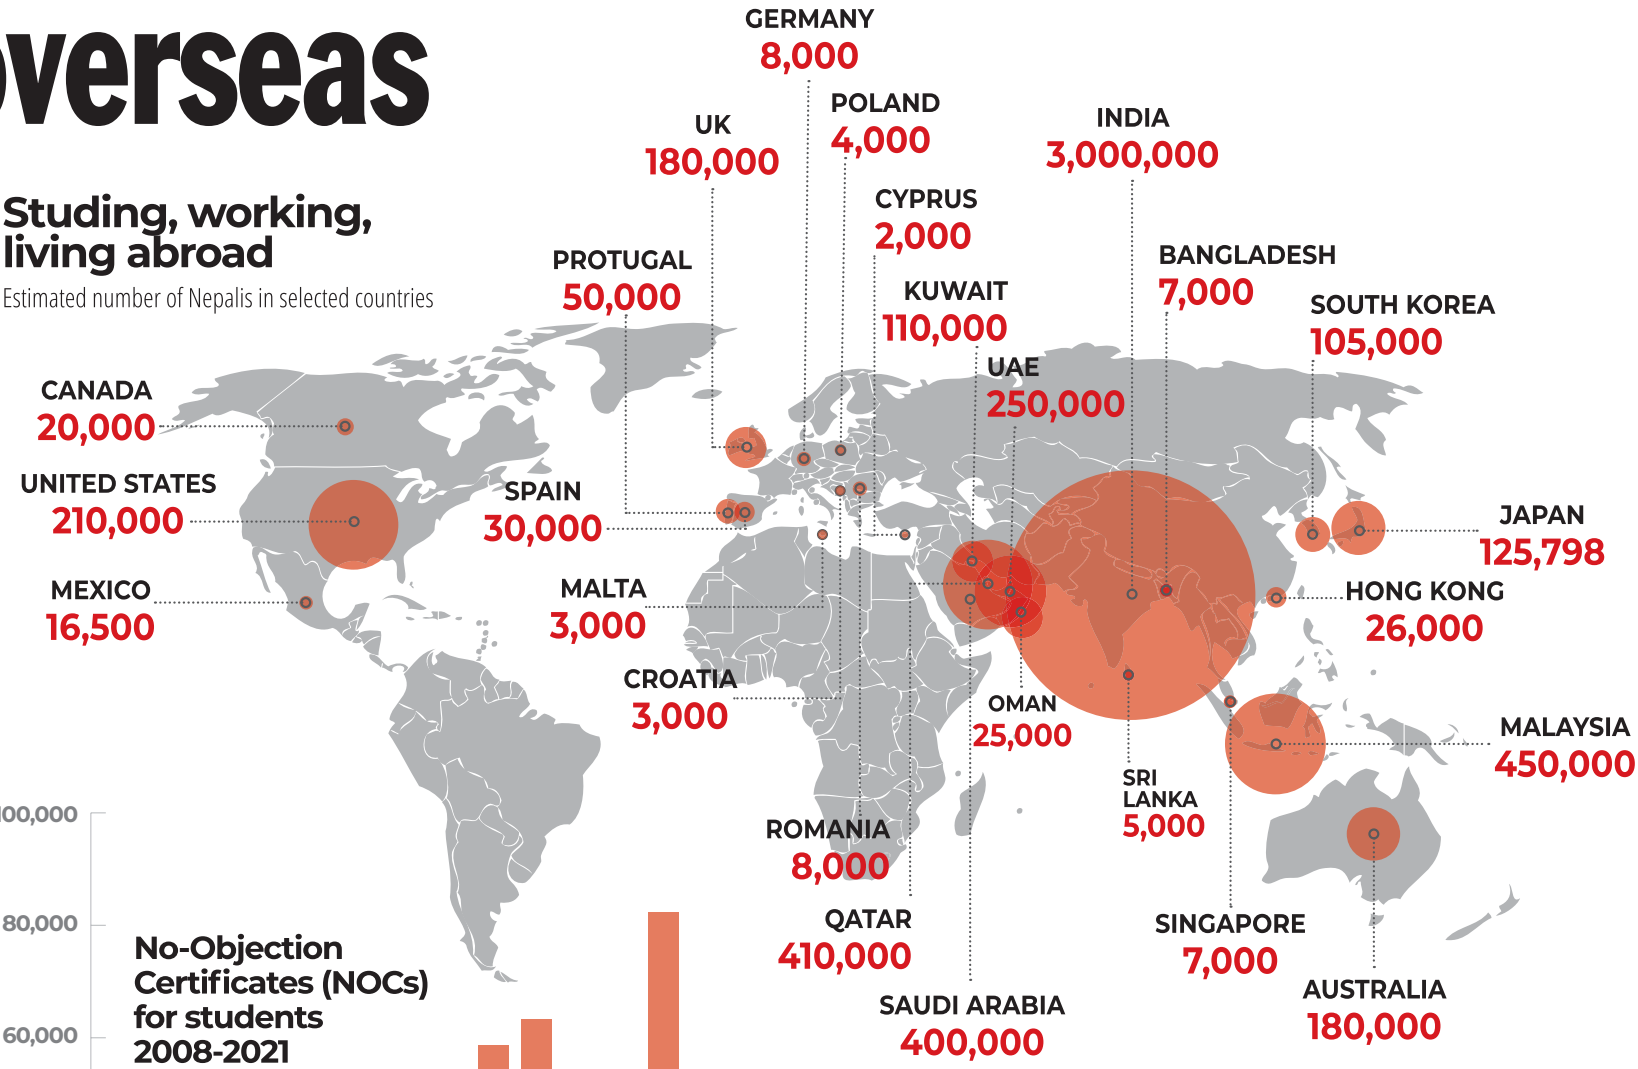 overseas
Studing, working,
living abroad
Estimated number of Nepalis in selected countries
GERMANY
8,000
POLAND
4,000
UK
180,000
INDIA
3,000,000
CYPRUS
2,000
PROTUGAL
50,000
BANGLADESH
7,000
KUWAIT
110,000
SOUTH KOREA
105,000
UAE
250,000
CANADA
20,000
UNITED STATES
210,000
SPAIN
30,000
JAPAN
125,798
MEXICO
16,500
MALTA
3,000
HONG KONG
26,000
CROATIA
3,000
OMAN
25,000
MALAYSIA
450,000
SRI
LANKA
5,000
ROMANIA
8,000
QATAR
410,000
SINGAPORE
7,000
SAUDI ARABIA
400,000
AUSTRALIA
180,000
100,000
80,000
60,000
No-Objection
Certificates (NOCs)
for students
2008-2021